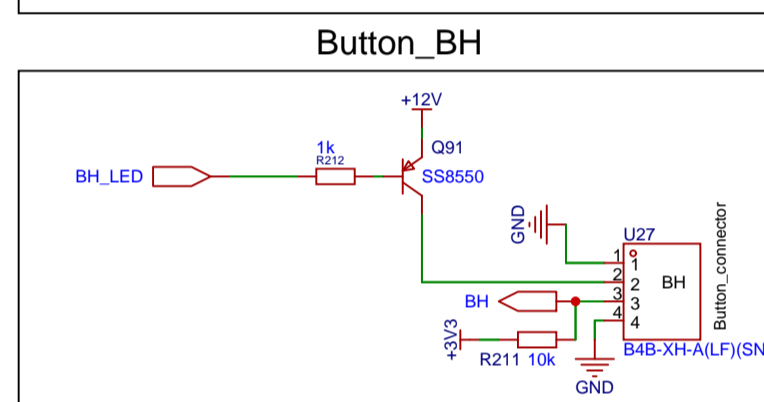 Button_BH
+12V
1k
R212
Q91
BH_LED
SS8550
GND
U27
Button_connector
1
1
2
2
BH
3
3
BH
4
4
+3V3
R211 10k
B4B-XH-A(LF)(SN
GND